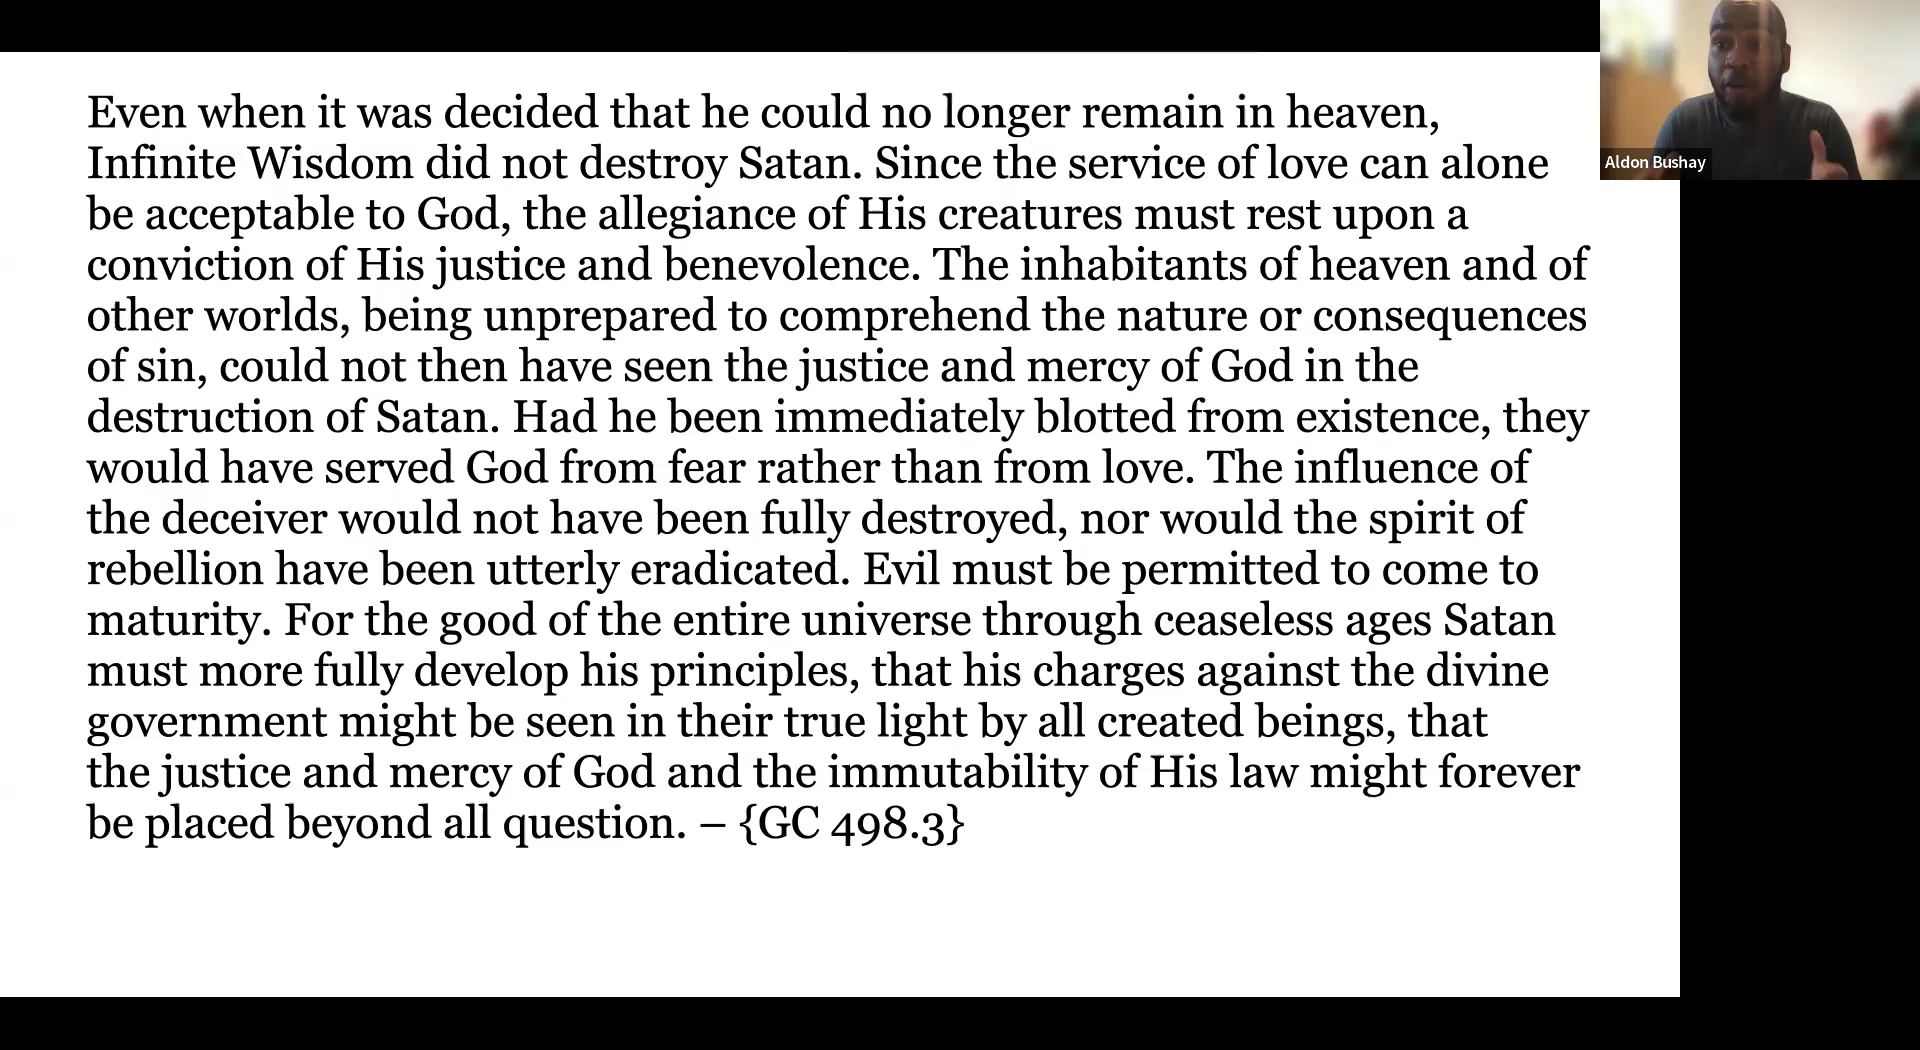 Even when it was decided that he could no longer remain in heaven,
Infinite Wisdom did not destroy Satan. Since the service of love can alone
be acceptable to God, the allegiance of His creatures must rest upon a
conviction of His justice and benevolence. The inhabitants of heaven and of
other worlds, being unprepared to comprehend the nature or consequences
of sin, could not then have seen the justice and mercy of God in the
destruction of Satan. Had he been immediately blotted from existence, they
would have served God from fear rather than from love. The influence of
the deceiver would not have been fully destroyed, nor would the spirit of
rebellion have been utterly eradicated. Evil must be permitted to come to
maturity. For the good of the entire universe through ceaseless ages Satan
must more fully develop his principles, that his charges against the divine
government might be seen in their true light by all created beings, that
the justice and mercy of God and the immutability of His law might forever
be placed beyond all question. – {GC 498.3}
Aldon Bushay